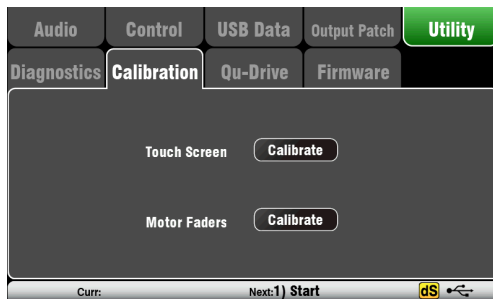 Audio Control USB Data Output Patch Utility
Diagnostics Calibration Qu-Drive Firmware
Touch Screen Calibrate
Motor Faders Calibrate
Curr: Next:1) Start dS